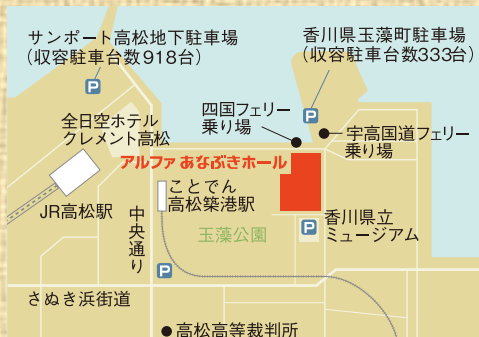 サンポート高松地下駐車場
(収容駐車台数918台)
香川県玉藻町駐車場
(収容駐車台数333台)
P
P
四国フェリー
乗り場
全日空ホテル
クレメント高松
宇高国道フェリー
乗り場
アルファあなぶきホール
ことでん
高松築港駅
JR高松駅
中央通り
玉藻公園
P
香川県立
ミュージアム
P
さぬき浜街道
高松高等裁判所